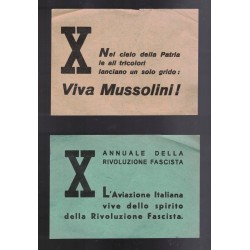 X
Nel cielo della Patria
le ali tricolori
lanciano un solo grido:
Viva Mussolini!
X
ANNUALE DELLA
RIVOLUZIONE FASCISTA
L'Aviazione Italiana
vive dello spirito
della Rivoluzione Fascista.